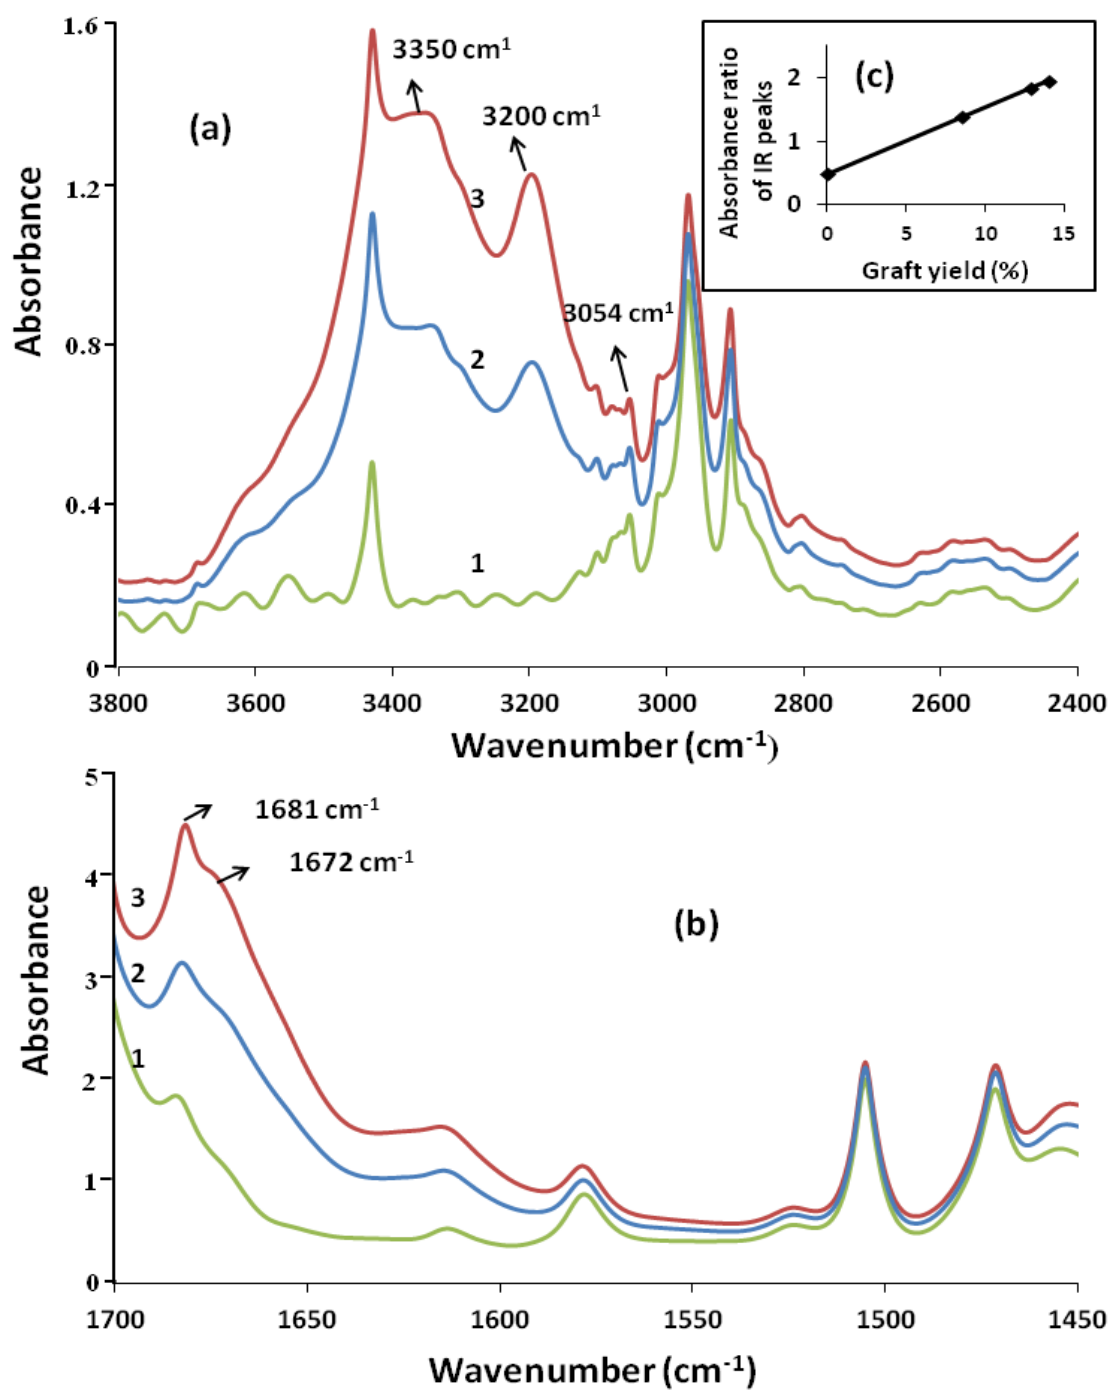 1.6
1.2
0.8
0.4
0
Absorbance
(a)
3350 cm¹
3200 cm¹
3054 cm¹
3
2
1
3800 3600 3400 3200 3000 2800 2600 2400
Wavenumber (cm⁻¹)
(c)
Absorbance ratio
of IR peaks
2
1
0
0 5 10 15
Graft yield (%)
5
4
3
2
1
0
Absorbance
(b)
1681 cm⁻¹
1672 cm⁻¹
3
2
1
1700 1650 1600 1550 1500 1450
Wavenumber (cm⁻¹)